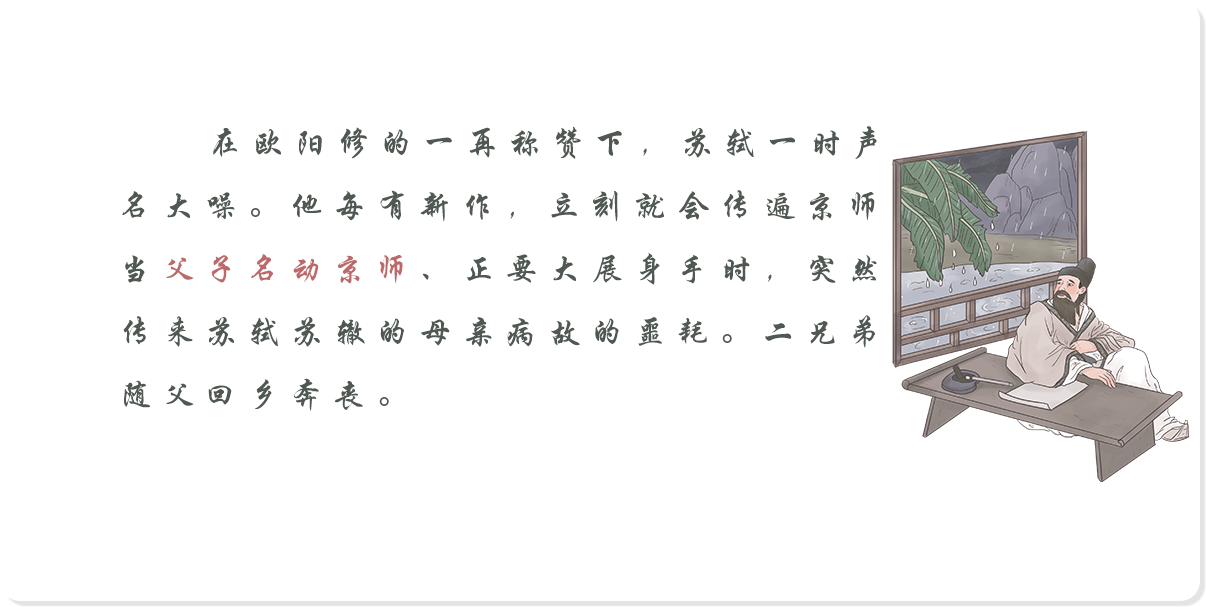 在欧阳修的一再称赞下，苏轼一时声
名大噪。他每有新作，立刻就会传遍京师
当父子名动京师、正要大展身手时，突然
传来苏轼苏辙的母亲病故的噩耗。二兄弟
随父回乡奔丧。